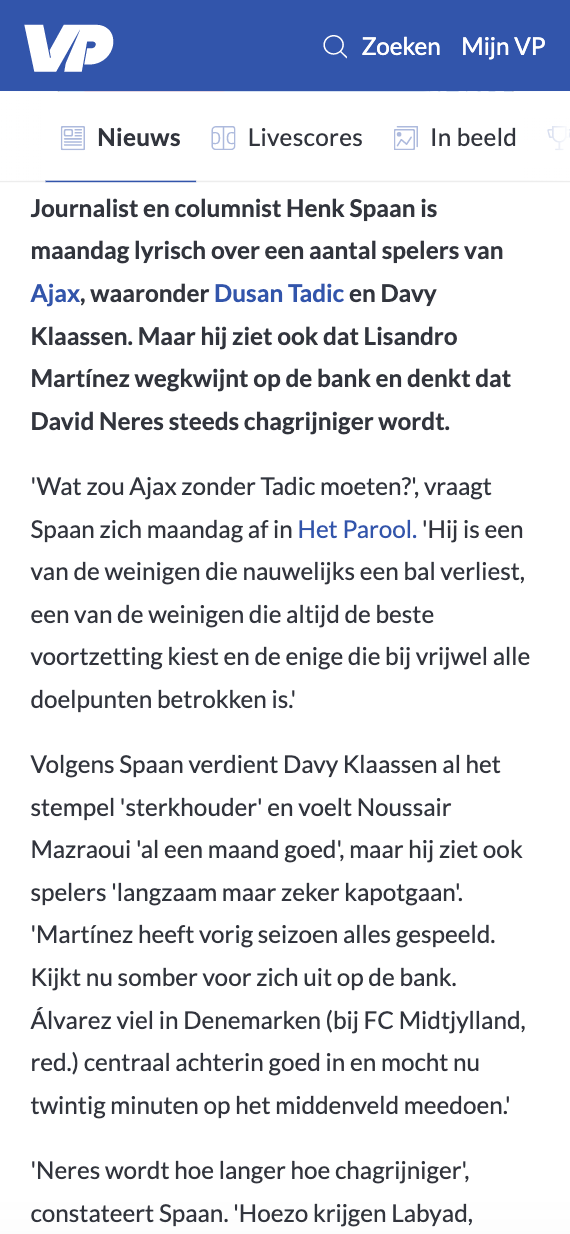 VP
Zoeken Mijn VP
Nieuws Livescores In beeld
Journalist en columnist Henk Spaan is
maandag lyrisch over een aantal spelers van
Ajax, waaronder Dusan Tadic en Davy
Klaassen. Maar hij ziet ook dat Lisandro
Martínez wegkwijnt op de bank en denkt dat
David Neres steeds chagrijniger wordt.
'Wat zou Ajax zonder Tadic moeten?', vraagt
Spaan zich maandag af in Het Parool. 'Hij is een
van de weinigen die nauwelijks een bal verliest,
een van de weinigen die altijd de beste
voortzetting kiest en de enige die bij vrijwel alle
doelpunten betrokken is.'
Volgens Spaan verdient Davy Klaassen al het
stempel 'sterkhouder' en voelt Noussair
Mazraoui 'al een maand goed', maar hij ziet ook
spelers 'langzaam maar zeker kapotgaan'.
'Martínez heeft vorig seizoen alles gespeeld.
Kijkt nu somber voor zich uit op de bank.
Álvarez viel in Denemarken (bij FC Midtjylland,
red.) centraal achterin goed in en mocht nu
twintig minuten op het middenveld meedoen.'
'Neres wordt hoe langer hoe chagrijniger',
constateert Spaan. 'Hoezo krijgen Labyad,